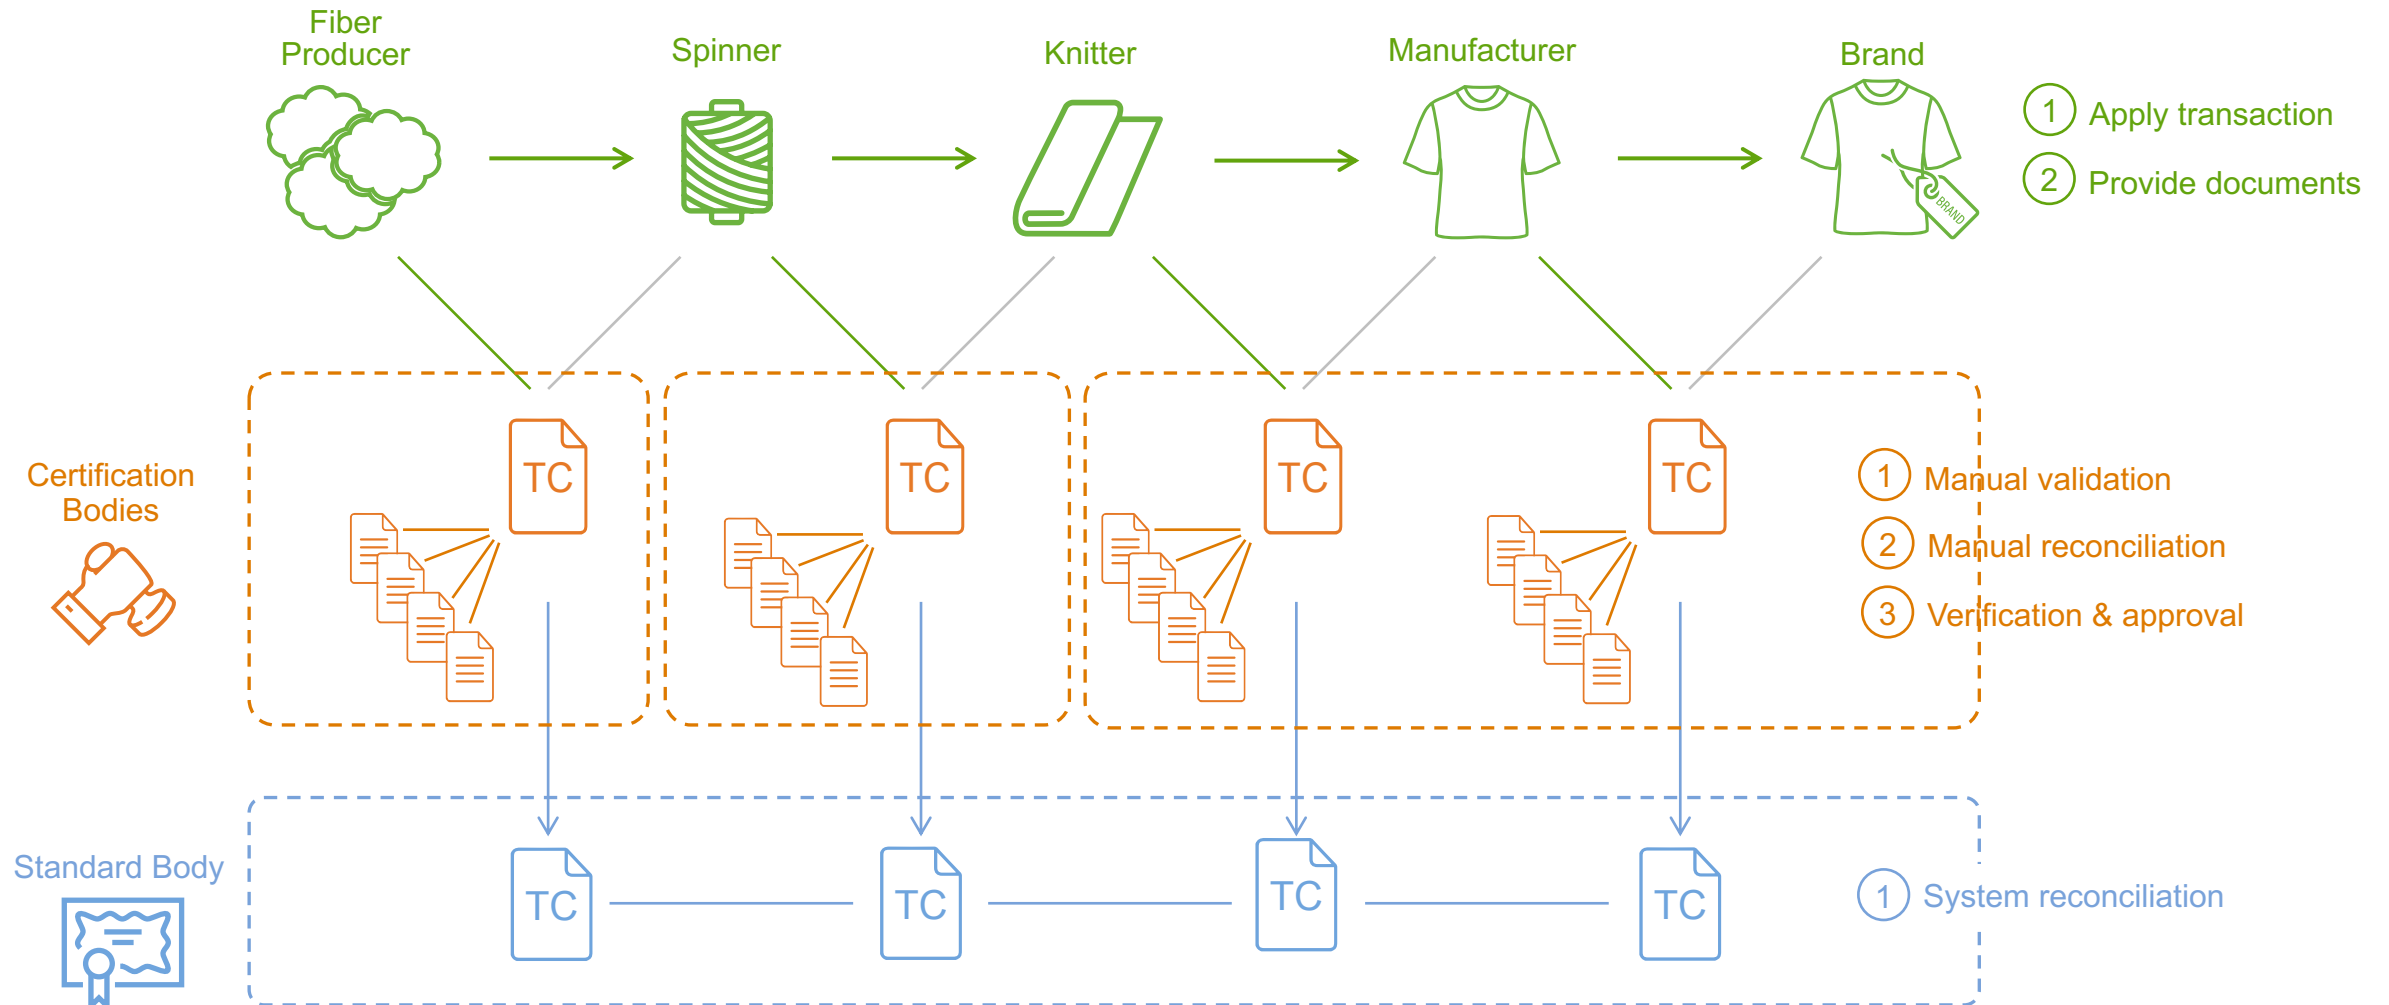 Fiber
Producer
Spinner
Knitter
Manufacturer
Brand
BRAND
1 Apply transaction
2 Provide documents
Certification
Bodies
TC
TC
TC
TC
1 Manual validation
2 Manual reconciliation
3 Verification & approval
Standard Body
TC
TC
TC
TC
1 System reconciliation